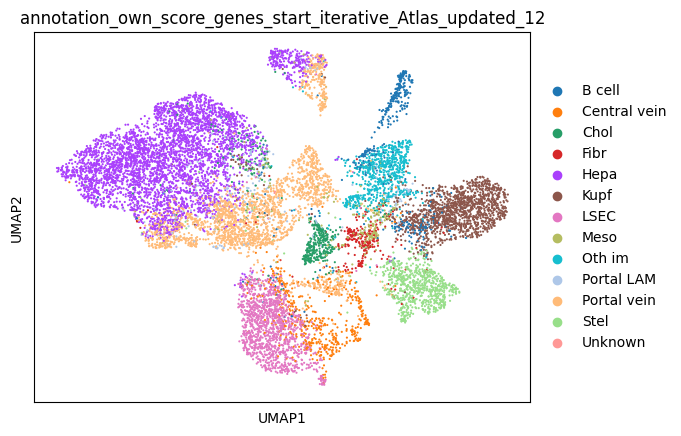 annotation_own_score_genes_start_iterative_Atlas_updated_12
UMAP2
UMAP1
B cell
Central vein
Chol
Fibr
Hepa
Kupf
LSEC
Meso
Oth im
Portal LAM
Portal vein
Stel
Unknown